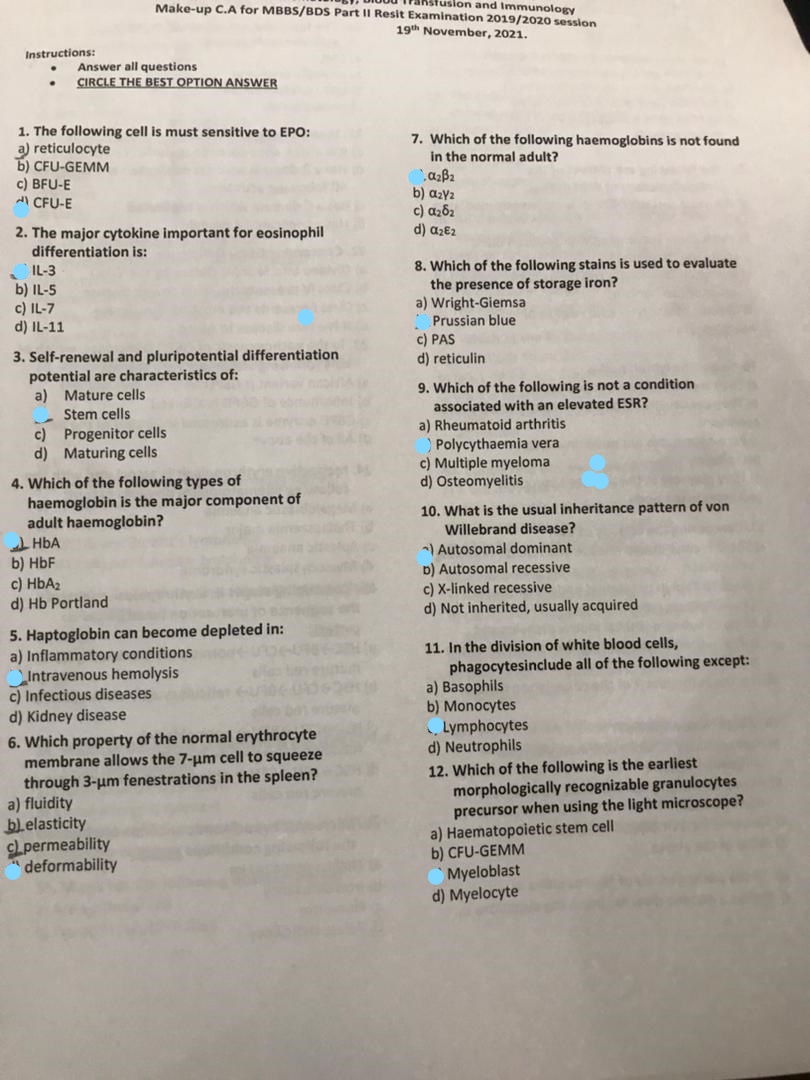 Transfusion and Immunology
Make-up C.A for MBBS/BDS Part II Resit Examination 2019/2020 session
19th November, 2021.
Instructions:
• Answer all questions
• CIRCLE THE BEST OPTION ANSWER
1. The following cell is must sensitive to EPO:
a) reticulocyte
b) CFU-GEMM
c) BFU-E
d) CFU-E
2. The major cytokine important for eosinophil
differentiation is:
IL-3
b) IL-5
c) IL-7
d) IL-11
3. Self-renewal and pluripotential differentiation
potential are characteristics of:
a) Mature cells
Stem cells
c) Progenitor cells
d) Maturing cells
4. Which of the following types of
haemoglobin is the major component of
adult haemoglobin?
HbA
b) HbF
c) HbA₂
d) Hb Portland
5. Haptoglobin can become depleted in:
a) Inflammatory conditions
Intravenous hemolysis
c) Infectious diseases
d) Kidney disease
6. Which property of the normal erythrocyte
membrane allows the 7-µm cell to squeeze
through 3-µm fenestrations in the spleen?
a) fluidity
b) elasticity
c) permeability
deformability
7. Which of the following haemoglobins is not found
in the normal adult?
α₂β₂
b) α₂γ₂
c) α₂δ₂
d) α₂ε₂
8. Which of the following stains is used to evaluate
the presence of storage iron?
a) Wright-Giemsa
Prussian blue
c) PAS
d) reticulin
9. Which of the following is not a condition
associated with an elevated ESR?
a) Rheumatoid arthritis
Polycythaemia vera
c) Multiple myeloma
d) Osteomyelitis
10. What is the usual inheritance pattern of von
Willebrand disease?
a) Autosomal dominant
b) Autosomal recessive
c) X-linked recessive
d) Not inherited, usually acquired
11. In the division of white blood cells,
phagocytesinclude all of the following except:
a) Basophils
b) Monocytes
Lymphocytes
d) Neutrophils
12. Which of the following is the earliest
morphologically recognizable granulocytes
precursor when using the light microscope?
a) Haematopoietic stem cell
b) CFU-GEMM
Myeloblast
d) Myelocyte